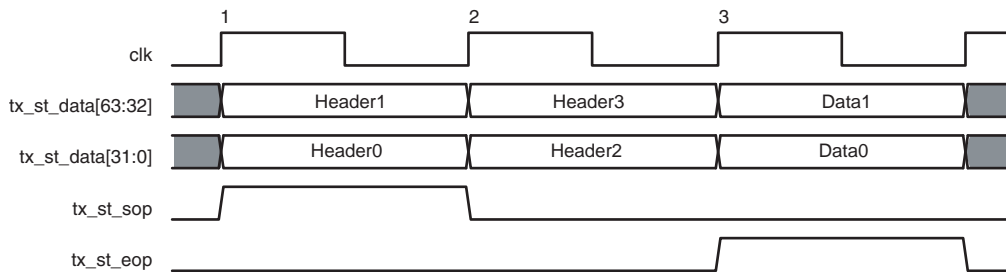 1 2 3
clk
tx_st_data[63:32] Header1 Header3 Data1
tx_st_data[31:0] Header0 Header2 Data0
tx_st_sop
tx_st_eop